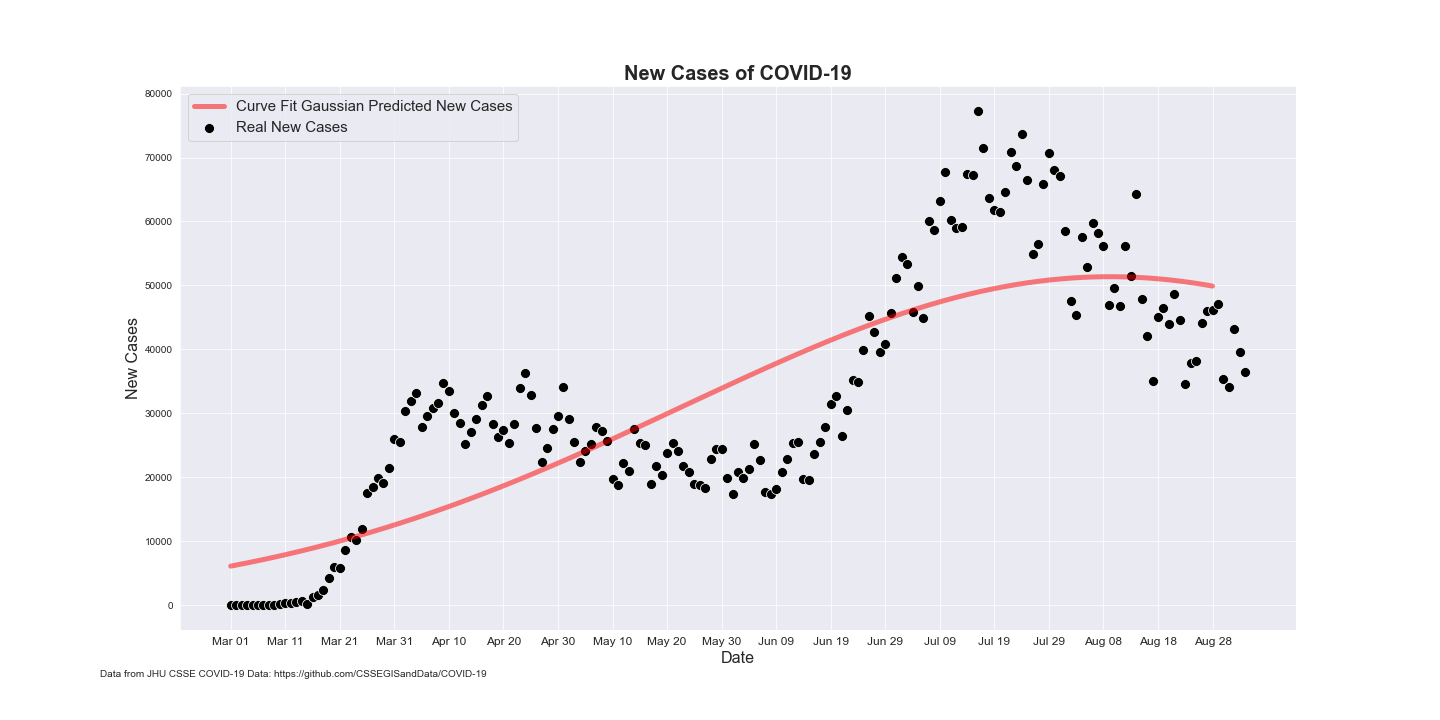 New Cases of COVID-19
Curve Fit Gaussian Predicted New Cases
Real New Cases
80000
70000
60000
50000
40000
30000
20000
10000
0
New Cases
Mar 01 Mar 11 Mar 21 Mar 31 Apr 10 Apr 20 Apr 30 May 10 May 20 May 30 Jun 09 Jun 19 Jun 29 Jul 09 Jul 19 Jul 29 Aug 08 Aug 18 Aug 28
Date
Data from JHU CSSE COVID-19 Data: https://github.com/CSSEGISandData/COVID-19